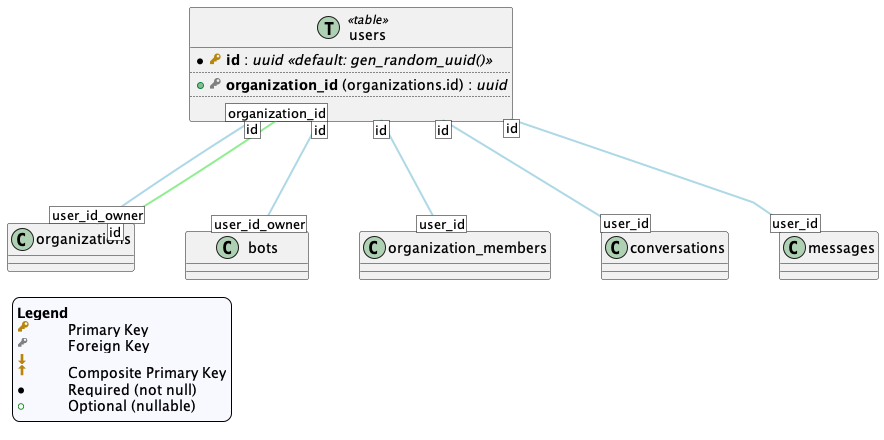 T
«table»
users
id : uuid «default: gen_random_uuid()»
organization_id (organizations.id) : uuid
organization_id
id
id
id
id
id
user_id_owner
id
user_id_owner
user_id
user_id
user_id
C organizations
C bots
C organization_members
C conversations
C messages
Legend
Primary Key
Foreign Key
Composite Primary Key
Required (not null)
Optional (nullable)